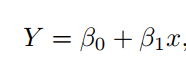 Y = β₀ + β₁x,